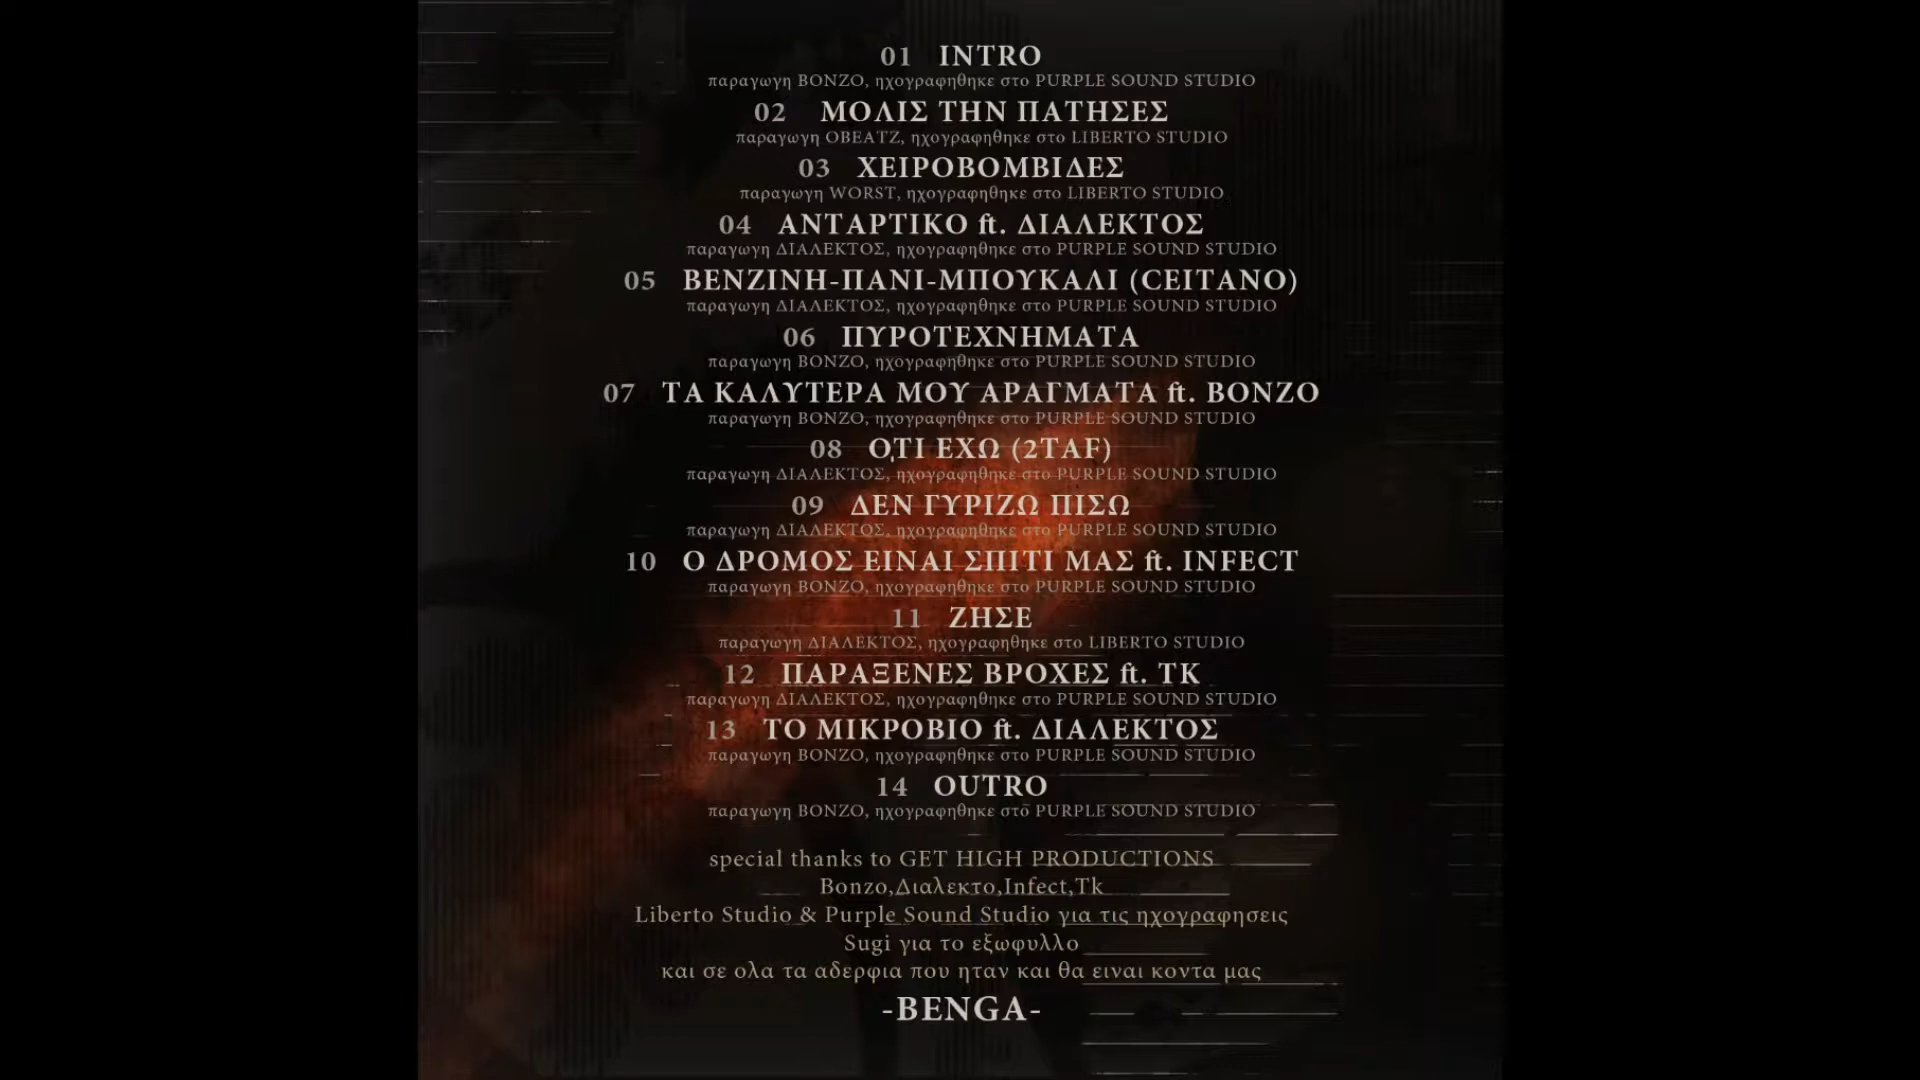 01 INTRO
παραγωγη BONZO, ηχογραφηθηκε στο PURPLE SOUND STUDIO
02 ΜΟΛΙΣ ΤΗΝ ΠΑΤΗΣΕΣ
παραγωγη OBEATZ, ηχογραφηθηκε στο LIBERTO STUDIO
03 ΧΕΙΡΟΒΟΜΒΙΔΕΣ
παραγωγη WORST, ηχογραφηθηκε στο LIBERTO STUDIO
04 ΑΝΤΑΡΤΙΚΟ ft. ΔΙΑΛΕΚΤΟΣ
παραγωγη ΔΙΑΛΕΚΤΟΣ, ηχογραφηθηκε στο PURPLE SOUND STUDIO
05 ΒΕΝΖΙΝΗ-ΠΑΝΙ-ΜΠΟΥΚΑΛΙ (CEITANO)
παραγωγη ΔΙΑΛΕΚΤΟΣ, ηχογραφηθηκε στο PURPLE SOUND STUDIO
06 ΠΥΡΟΤΕΧΝΗΜΑΤΑ
παραγωγη BONZO, ηχογραφηθηκε στο PURPLE SOUND STUDIO
07 ΤΑ ΚΑΛΥΤΕΡΑ ΜΟΥ ΑΡΑΓΜΑΤΑ ft. BONZO
παραγωγη BONZO, ηχογραφηθηκε στο PURPLE SOUND STUDIO
08 Ο,ΤΙ ΕΧΩ (2TAF)
παραγωγη ΔΙΑΛΕΚΤΟΣ, ηχογραφηθηκε στο PURPLE SOUND STUDIO
09 ΔΕΝ ΓΥΡΙΖΩ ΠΙΣΩ
παραγωγη ΔΙΑΛΕΚΤΟΣ, ηχογραφηθηκε στο PURPLE SOUND STUDIO
10 Ο ΔΡΟΜΟΣ ΕΙΝΑΙ ΣΠΙΤΙ ΜΑΣ ft. INFECT
παραγωγη BONZO, ηχογραφηθηκε στο PURPLE SOUND STUDIO
11 ΖΗΣΕ
παραγωγη ΔΙΑΛΕΚΤΟΣ, ηχογραφηθηκε στο LIBERTO STUDIO
12 ΠΑΡΑΞΕΝΕΣ ΒΡΟΧΕΣ ft. TK
παραγωγη ΔΙΑΛΕΚΤΟΣ, ηχογραφηθηκε στο PURPLE SOUND STUDIO
13 ΤΟ ΜΙΚΡΟΒΙΟ ft. ΔΙΑΛΕΚΤΟΣ
παραγωγη BONZO, ηχογραφηθηκε στο PURPLE SOUND STUDIO
14 OUTRO
παραγωγη BONZO, ηχογραφηθηκε στο PURPLE SOUND STUDIO
special thanks to GET HIGH PRODUCTIONS
Bonzo,Διαλεκτο,Infect,Tk
Liberto Studio & Purple Sound Studio για τις ηχογραφησεις
Sugi για το εξωφυλλο
και σε ολα τα αδερφια που ηταν και θα ειναι κοντα μας
-BENGA-